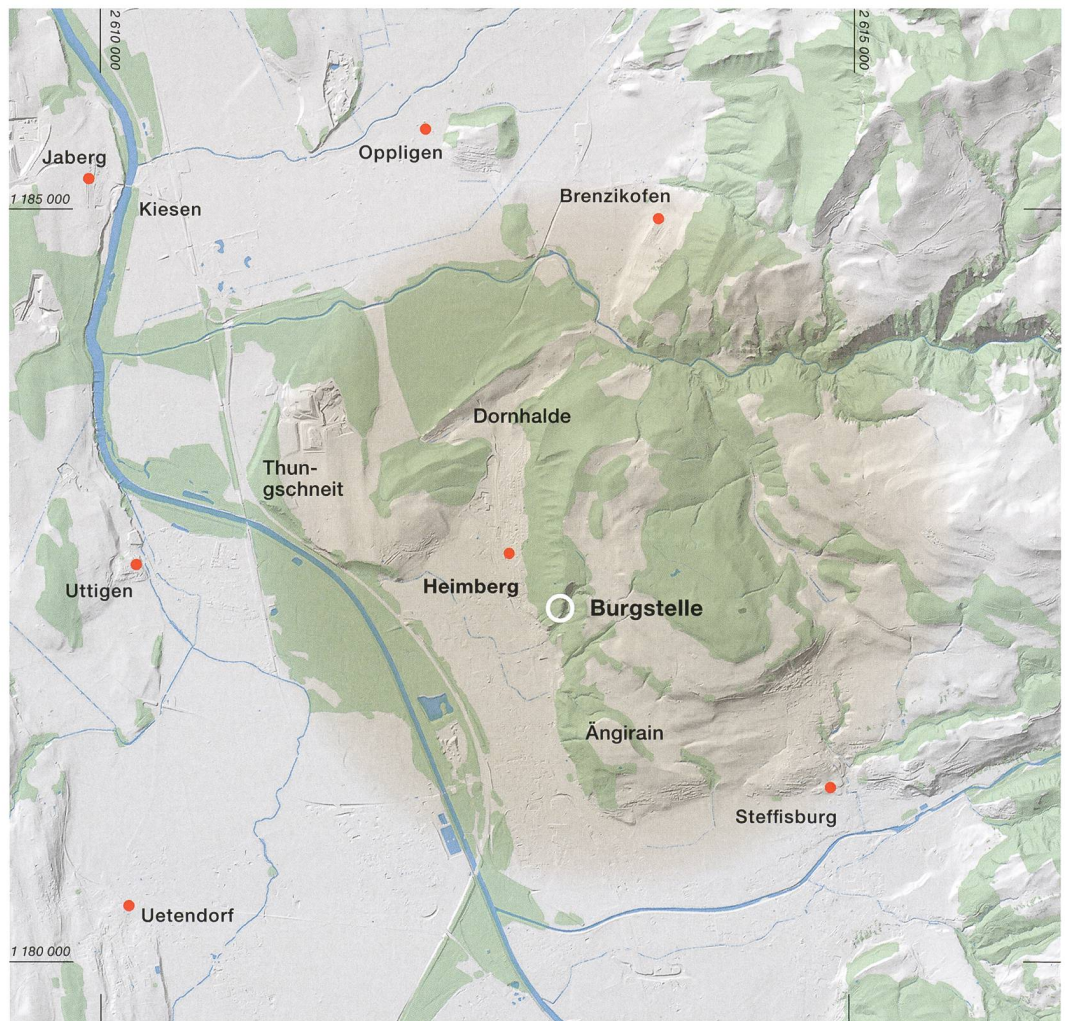 2 610 000
2 615 000
Oppligen
Jaberg
Brenzikofen
1 185 000
Kiesen
Dornhalde
Thun-
gschneit
Heimberg
Uttigen
Burgstelle
Ängirain
Steffisburg
Uetendorf
1 180 000